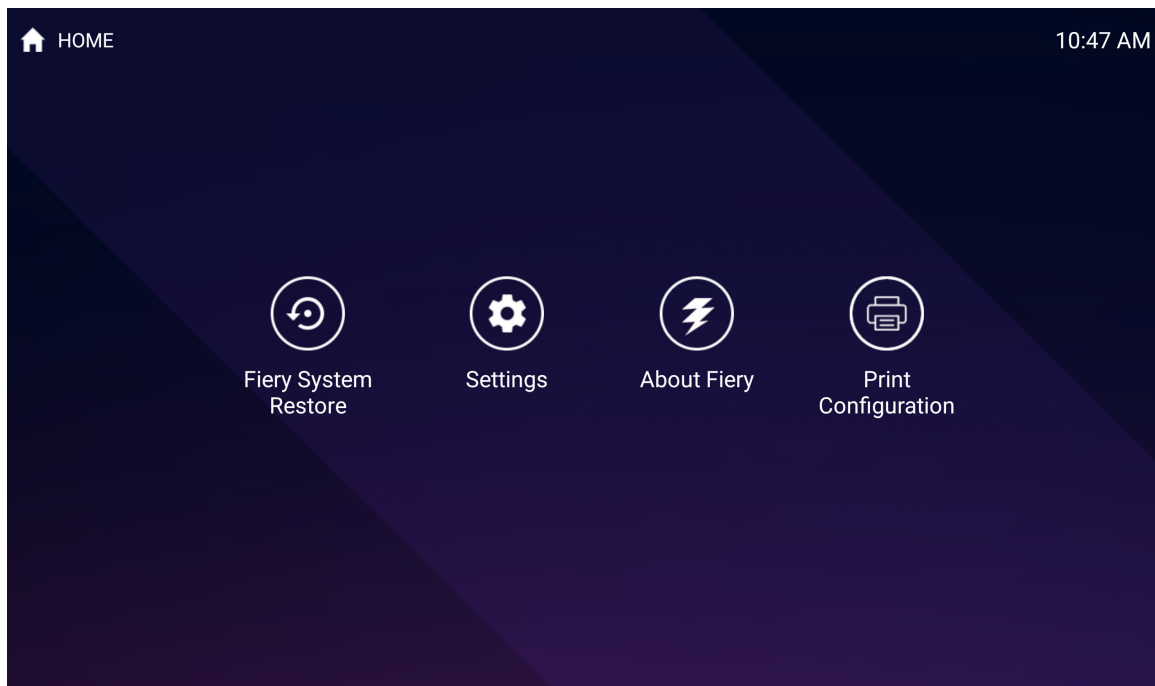 HOME
10:47 AM
Fiery System
Restore
Settings
About Fiery
Print
Configuration